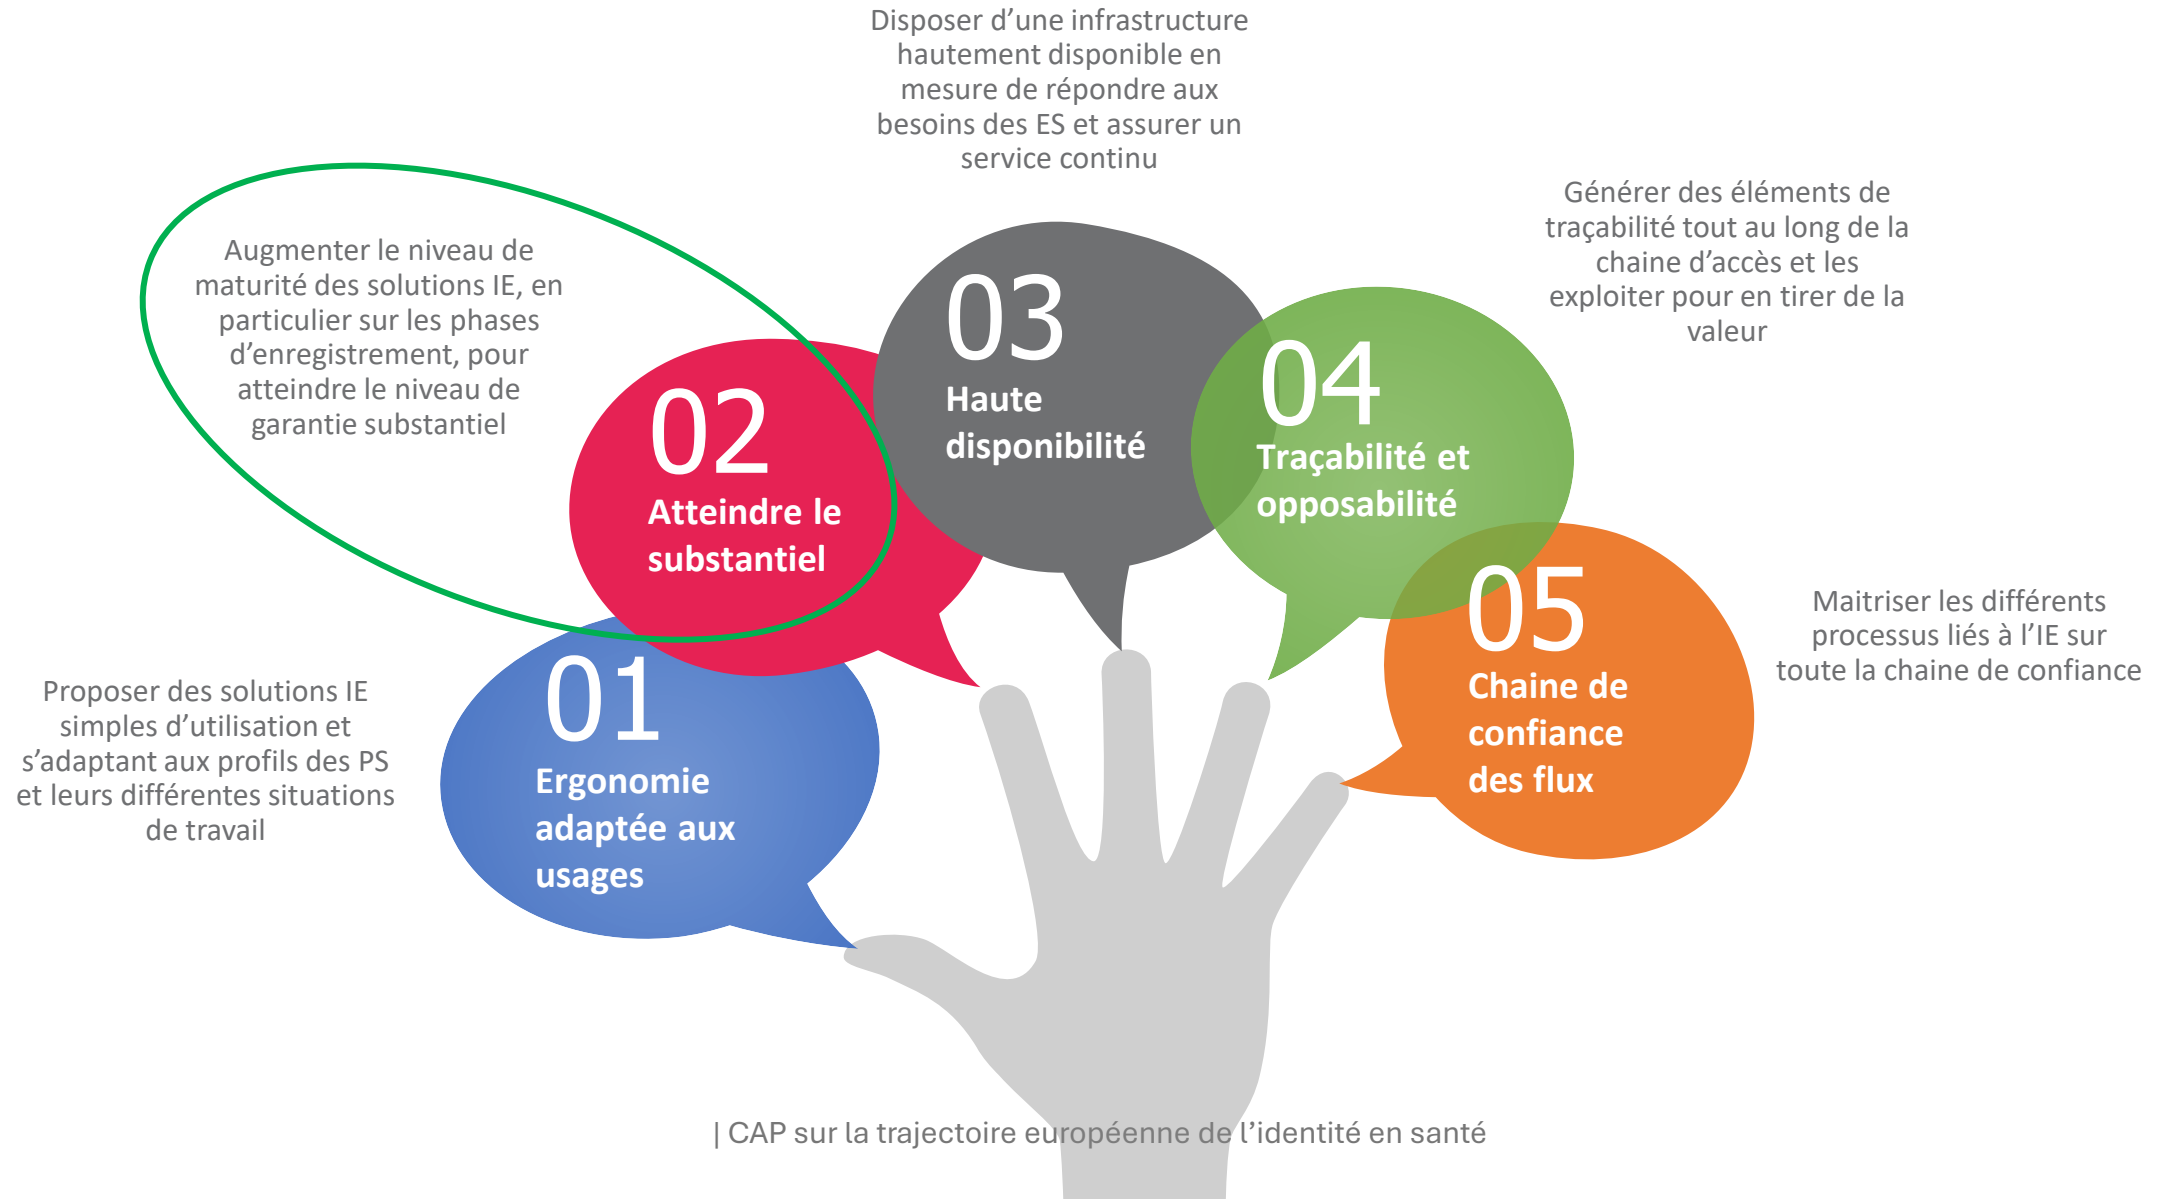 Disposer d’une infrastructure
hautement disponible en
mesure de répondre aux
besoins des ES et assurer un
service continu
Générer des éléments de
traçabilité tout au long de la
chaine d’accès et les
exploiter pour en tirer de la
valeur
Augmenter le niveau de
maturité des solutions IE, en
particulier sur les phases
d’enregistrement, pour
atteindre le niveau de
garantie substantiel
03
Haute
disponibilité
04
Traçabilité et
opposabilité
02
Atteindre le
substantiel
05
Chaine de
confiance
des flux
Maitriser les différents
processus liés à l’IE sur
toute la chaine de confiance
01
Ergonomie
adaptée aux
usages
Proposer des solutions IE
simples d’utilisation et
s’adaptant aux profils des PS
et leurs différentes situations
de travail
| CAP sur la trajectoire européenne de l’identité en santé